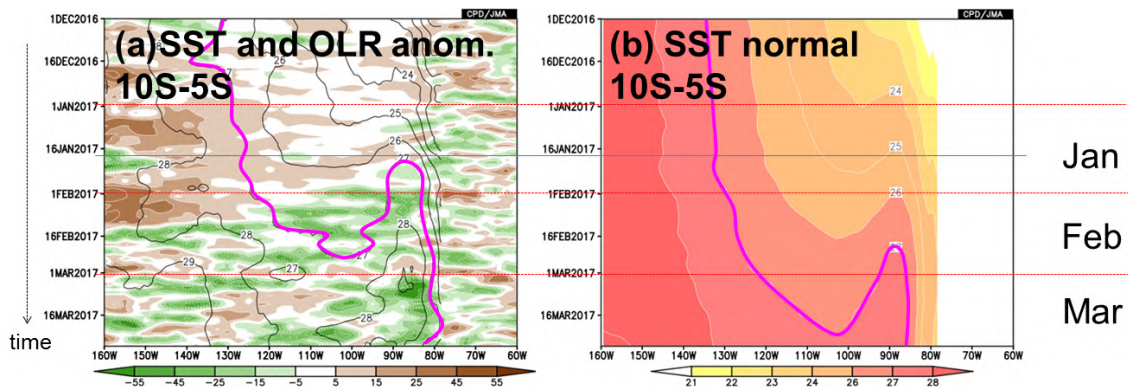 CPD/JMA
CPD/JMA
(a)SST and OLR anom.
10S-5S
(b) SST normal
10S-5S
1DEC2016
16DEC2016
1JAN2017
16JAN2017
1FEB2017
16FEB2017
1MAR2017
16MAR2017
time
26
24
25
26
27
28
28
28
29
27
27
28
160W 150W 140W 130W 120W 110W 100W 90W 80W 70W 60W
-55 -45 -25 -15 -5 5 15 25 45 55
1DEC2016
16DEC2016
1JAN2017
16JAN2017
1FEB2017
16FEB2017
1MAR2017
16MAR2017
24
25
26
160W 150W 140W 130W 120W 110W 100W 90W 80W 70W 60W
21 22 23 24 26 27 28
Jan
Feb
Mar